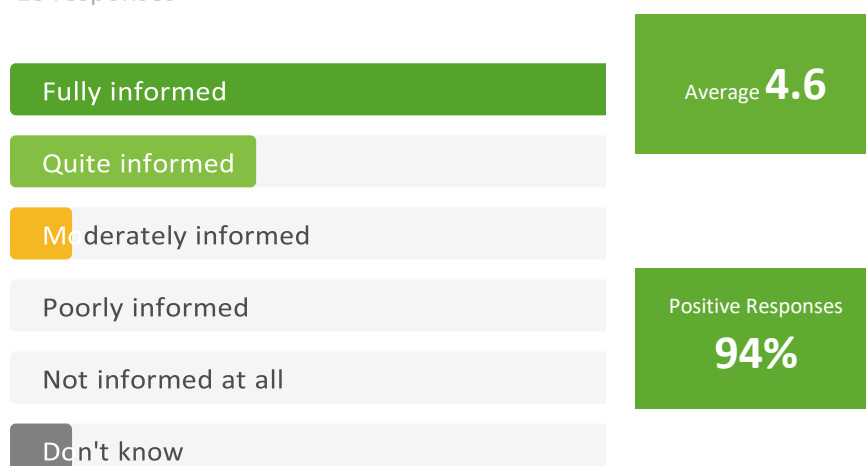 Fully informed
Quite informed
Moderately informed
Poorly informed
Not informed at all
Don't know
Average 4.6
Positive Responses
94%